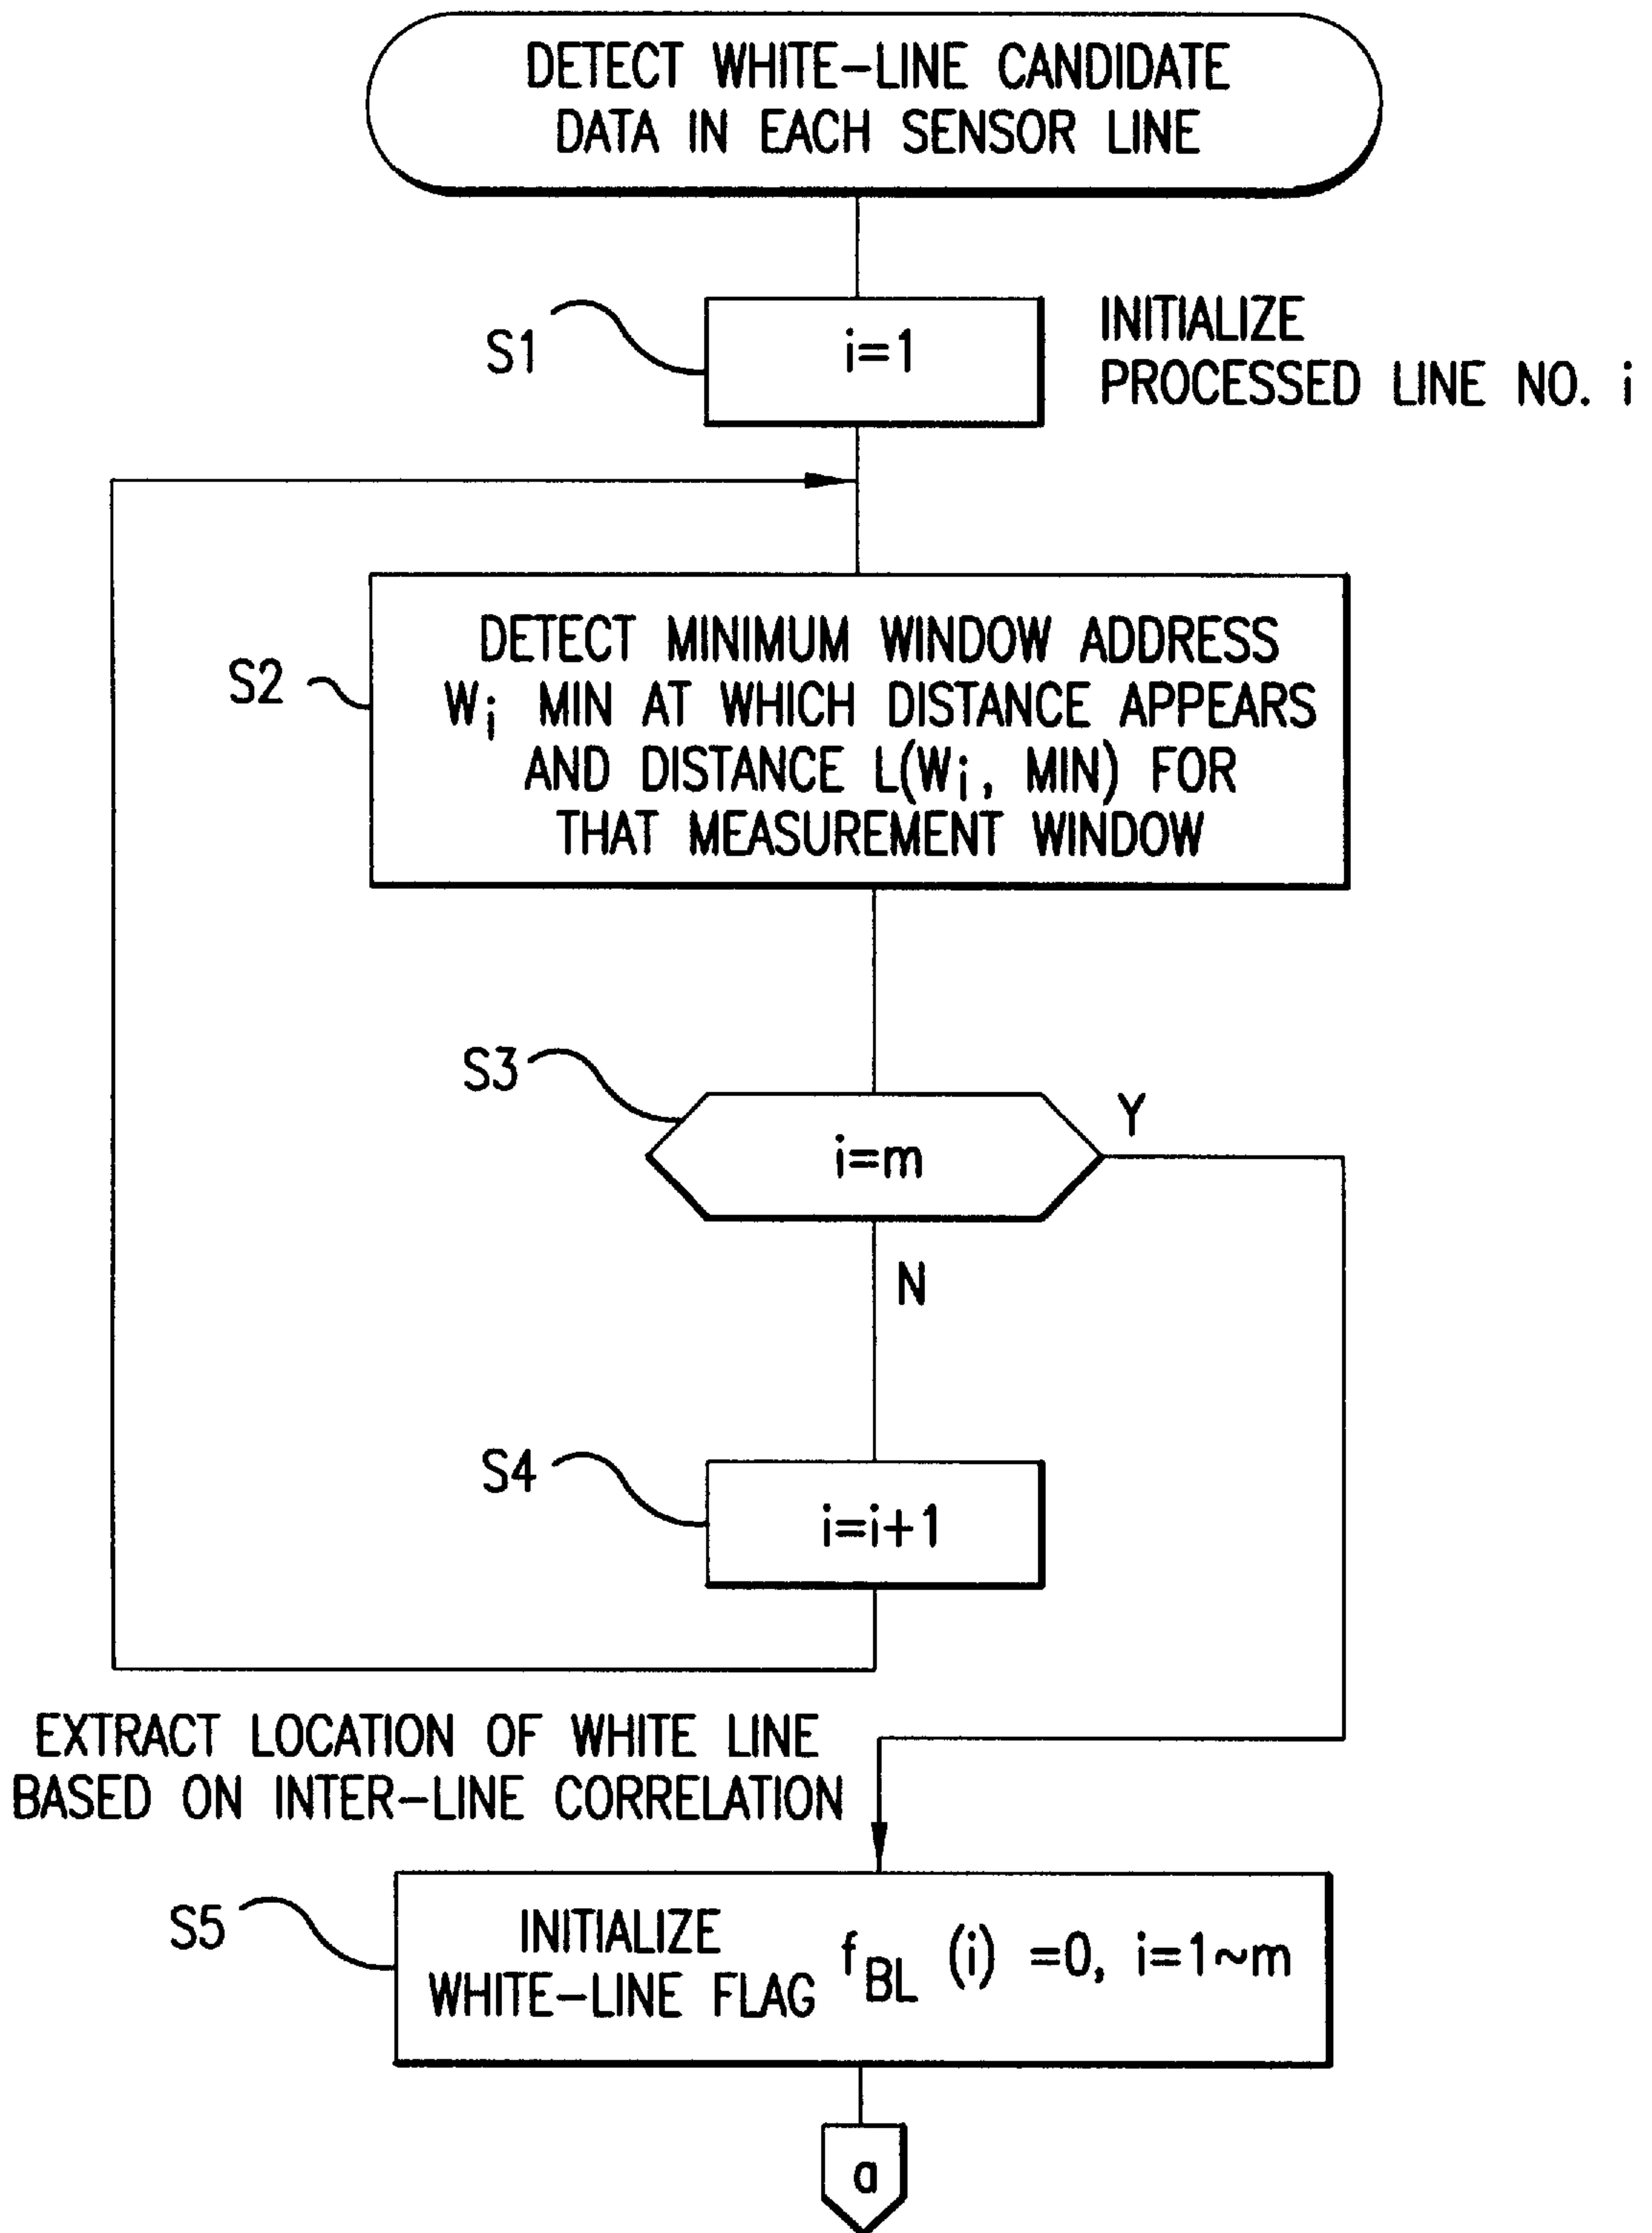 DETECT WHITE-LINE CANDIDATE
DATA IN EACH SENSOR LINE
S1
i=1
INITIALIZE
PROCESSED LINE NO. i
S2
DETECT MINIMUM WINDOW ADDRESS
Wi MIN AT WHICH DISTANCE APPEARS
AND DISTANCE L(Wi, MIN) FOR
THAT MEASUREMENT WINDOW
S3
i=m
Y
N
S4
i=i+1
EXTRACT LOCATION OF WHITE LINE
BASED ON INTER-LINE CORRELATION
S5
INITIALIZE
WHITE-LINE FLAG fBL (i) =0, i=1~m
a